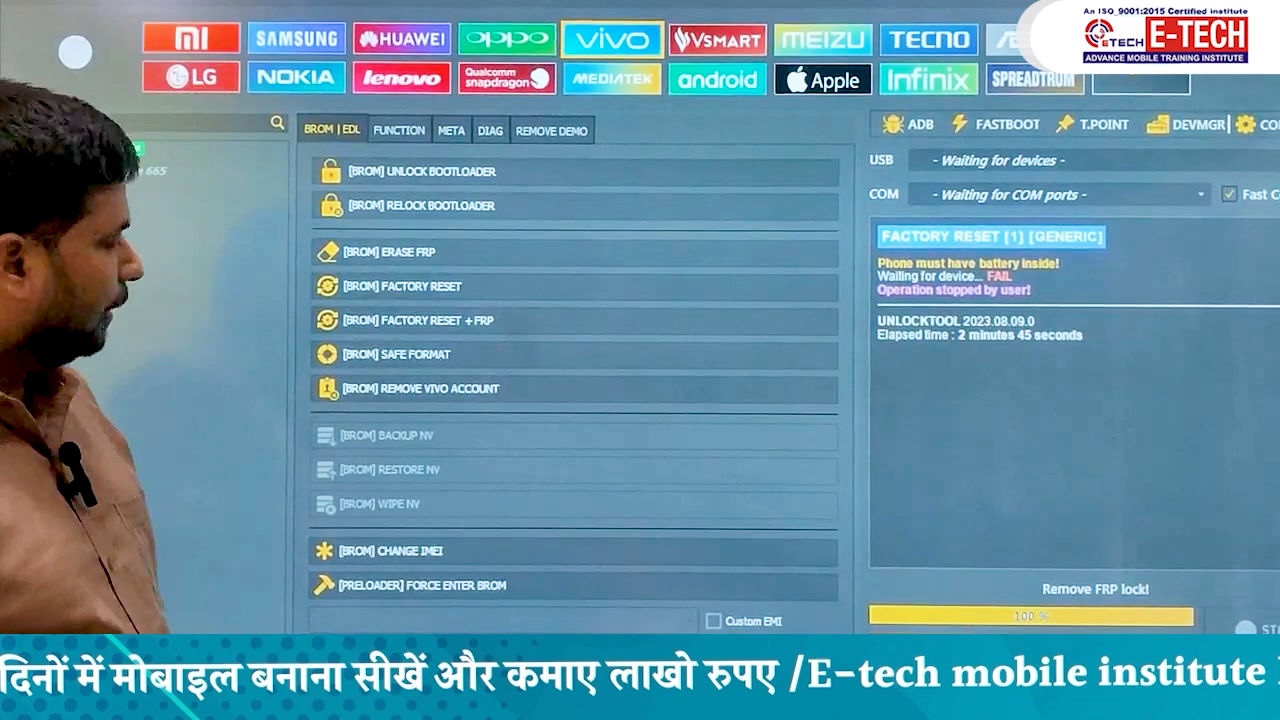 An ISO 9001:2015 Certified institute
ETECH E-TECH
ADVANCE MOBILE TRAINING INSTITUTE
mi SAMSUNG HUAWEI oppo vivo VSMART MEIZU TECNO
LG NOKIA lenovo Qualcomm snapdragon MEDIATEK android Apple Infinix SPREADTRUM
665
BROM | EDL FUNCTION META DIAG REMOVE DEMO
[BROM] UNLOCK BOOTLOADER
[BROM] RELOCK BOOTLOADER
[BROM] ERASE FRP
[BROM] FACTORY RESET
[BROM] FACTORY RESET + FRP
[BROM] SAFE FORMAT
[BROM] REMOVE VIVO ACCOUNT
[BROM] BACKUP NV
[BROM] RESTORE NV
[BROM] WIPE NV
[BROM] CHANGE IMEI
[PRELOADER] FORCE ENTER BROM
Custom EMI
ADB FASTBOOT T.POINT DEVMGR
USB - Waiting for devices -
COM - Waiting for COM ports - Fast
FACTORY RESET [1] [GENERIC]
Phone must have battery inside!
Waiting for device... FAIL
Operation stopped by user!
UNLOCKTOOL 2023.08.09.0
Elapsed time : 2 minutes 45 seconds
Remove FRP lock!
100 %
दिनों में मोबाइल बनाना सीखें और कमाए लाखो रुपए /E-tech mobile institute